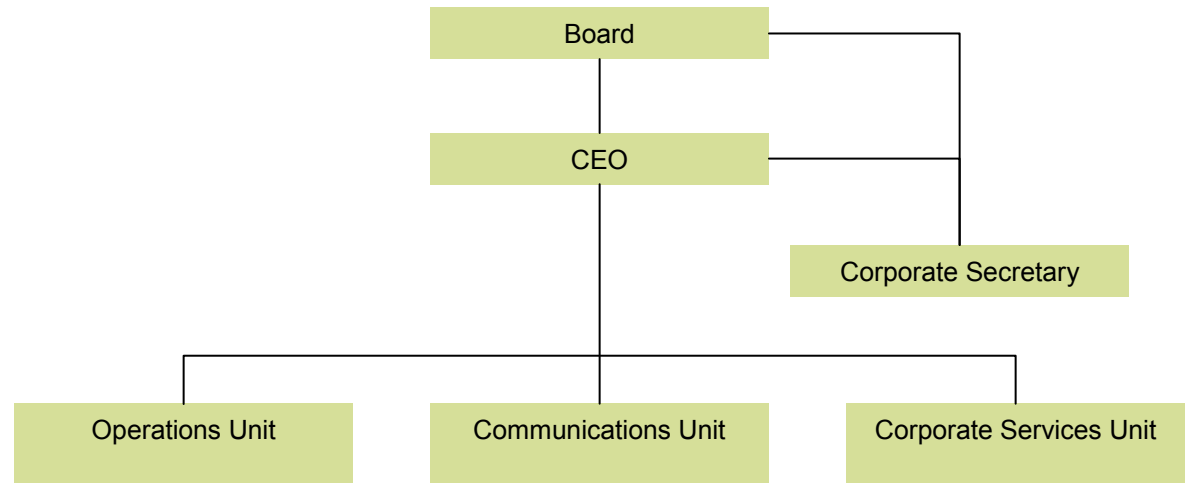 Board
CEO
Corporate Secretary
Operations Unit
Communications Unit
Corporate Services Unit